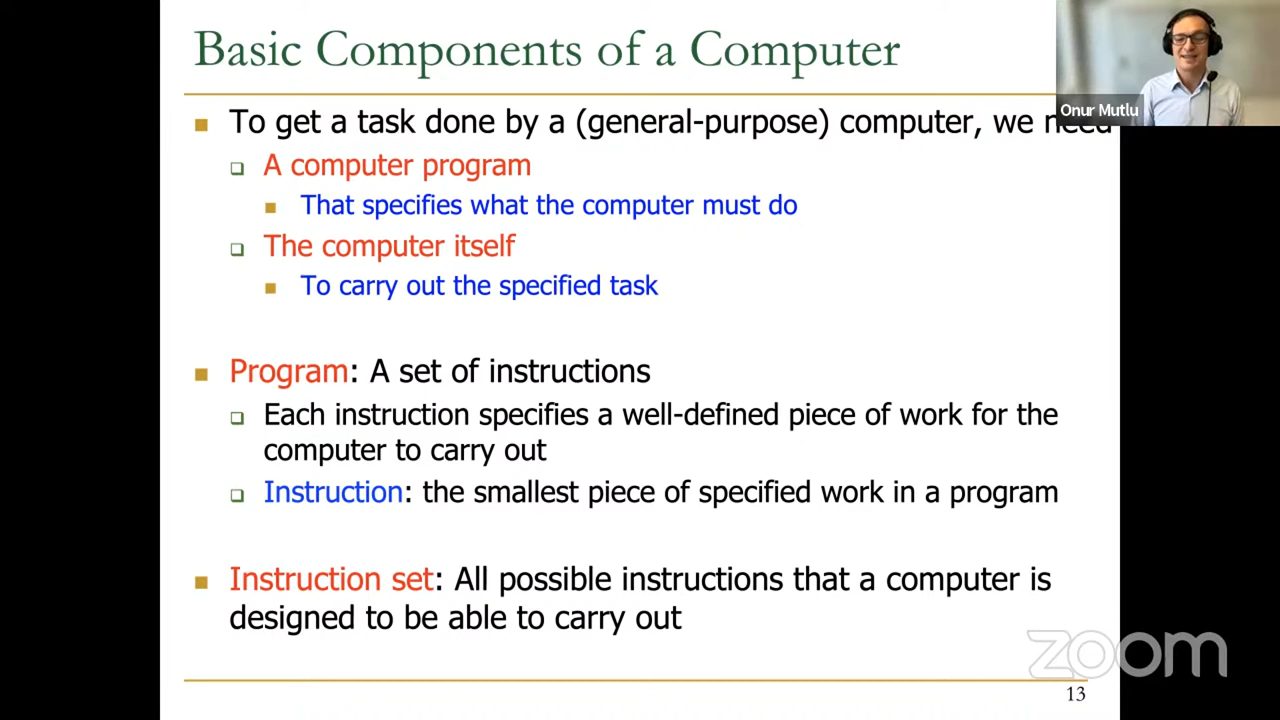 Basic Components of a Computer
Onur Mutlu
To get a task done by a (general-purpose) computer, we need
A computer program
That specifies what the computer must do
The computer itself
To carry out the specified task
Program: A set of instructions
Each instruction specifies a well-defined piece of work for the
computer to carry out
Instruction: the smallest piece of specified work in a program
Instruction set: All possible instructions that a computer is
designed to be able to carry out
zoom
13